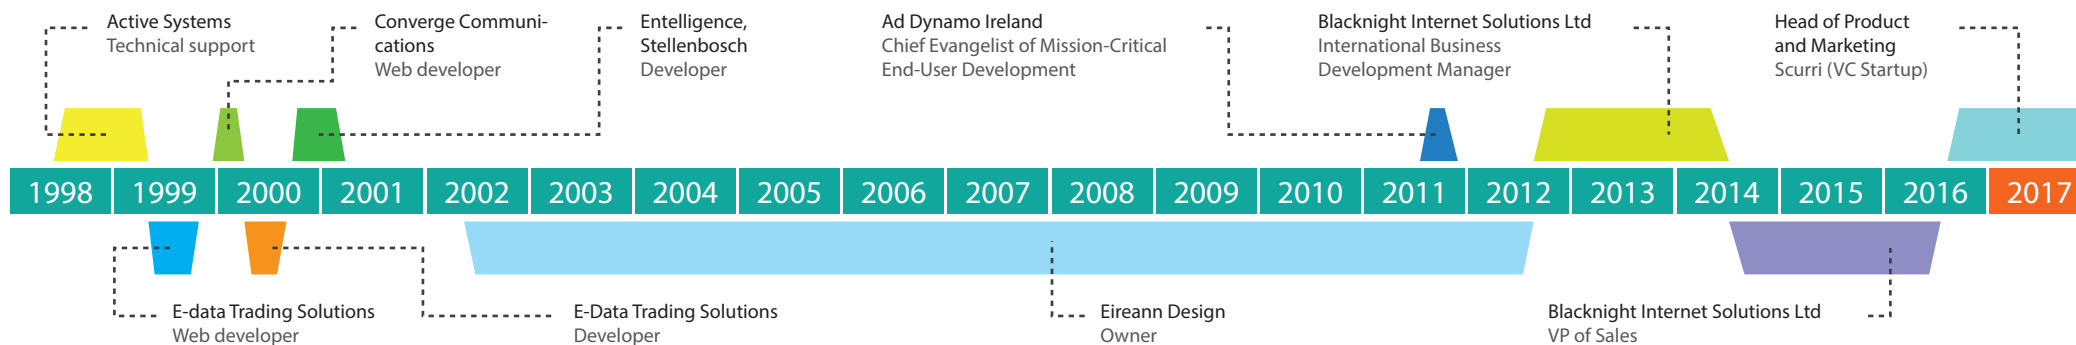 Active Systems
Technical support
Converge Communi-
cations
Web developer
Entelligence,
Stellenbosch
Developer
Ad Dynamo Ireland
Chief Evangelist of Mission-Critical
End-User Development
Blacknight Internet Solutions Ltd
International Business
Development Manager
Head of Product
and Marketing
Scurri (VC Startup)
1998 1999 2000 2001 2002 2003 2004 2005 2006 2007 2008 2009 2010 2011 2012 2013 2014 2015 2016 2017
E-data Trading Solutions
Web developer
E-Data Trading Solutions
Developer
Eireann Design
Owner
Blacknight Internet Solutions Ltd
VP of Sales